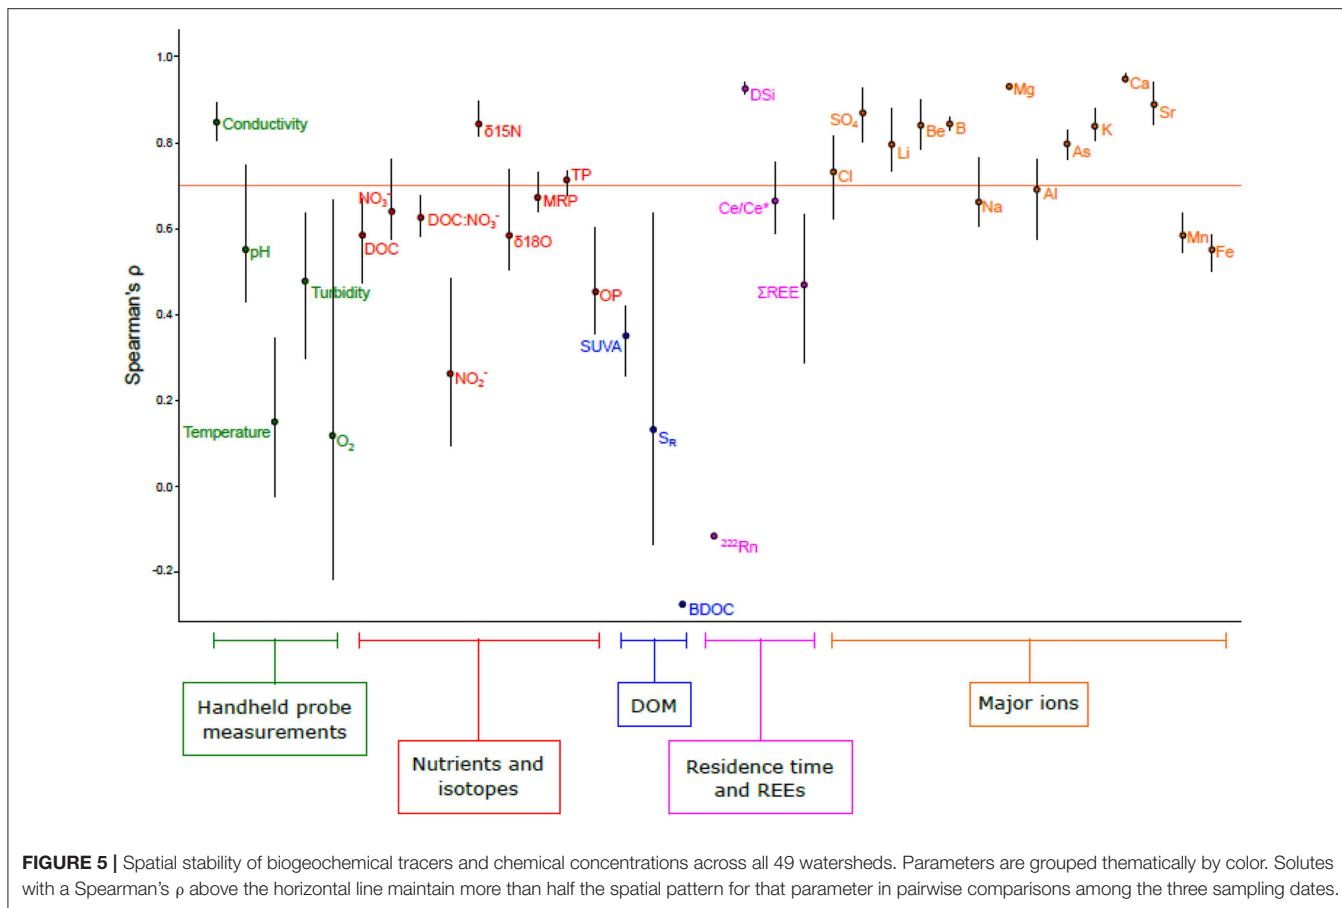 1.0
0.8
0.6
0.4
0.2
0.0
-0.2
Spearman's ρ
Conductivity
pH
Temperature
Turbidity
O₂
DOC
NO₃⁻
DOC:NO₃⁻
NO₂⁻
δ15N
δ18O
MRP
TP
OP
SUVA
S_R
BDOC
²²²Rn
DSi
Ce/Ce*
ΣREE
Cl
SO₄
Li
Be
B
Na
Mg
Al
As
K
Ca
Sr
Mn
Fe
Handheld probe
measurements
Nutrients and
isotopes
DOM
Residence time
and REEs
Major ions
FIGURE 5 | Spatial stability of biogeochemical tracers and chemical concentrations across all 49 watersheds. Parameters are grouped thematically by color. Solutes
with a Spearman's ρ above the horizontal line maintain more than half the spatial pattern for that parameter in pairwise comparisons among the three sampling dates.